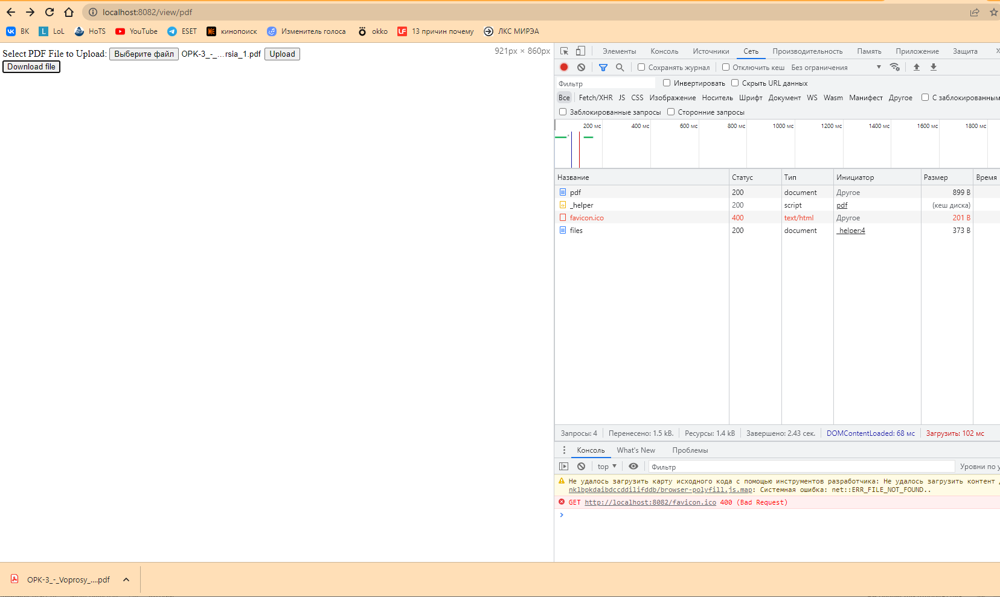 localhost:8082/view/pdf
ВК LoL HoTS YouTube ESET кинопоиск Изменитель голоса okko 13 причин почему ЛКС МИРЭА
Select PDF File to Upload: Выберите файл OPK-3_-_...rsia_1.pdf Upload
Download file
921px × 860px
Элементы Консоль Источники Сеть Производительность Память Приложение Защита
Сохранять журнал Отключить кеш Без ограничения
Фильтр Инвертировать Скрыть URL данных
Все Fetch/XHR JS CSS Изображение Носитель Шрифт Документ WS Wasm Манифест Другое С заблокированным
Заблокированные запросы Сторонние запросы
200 мс 400 мс 600 мс 800 мс 1000 мс 1200 мс 1400 мс 1600 мс 1800 мс
Название Статус Тип Инициатор Размер Время
pdf 200 document Другое 899 B
_helper 200 script pdf (кеш диска)
favicon.ico 400 text/html Другое 201 B
files 200 document _helper:4 373 B
Запросы: 4 Перенесено: 1.5 kB. Ресурсы: 1.4 kB Завершено: 2.43 сек. DOMContentLoaded: 68 мс Загрузить: 102 мс
Консоль What's New Проблемы
top Фильтр Уровни по у
Не удалось загрузить карту исходного кода с помощью инструментов разработчика: Не удалось загрузить контент
nklbpkdaibdccddilifddb/browser-polyfill.js.map: Системная ошибка: net::ERR_FILE_NOT_FOUND..
GET http://localhost:8082/favicon.ico 400 (Bad Request)
OPK-3_-_Voprosy_....pdf